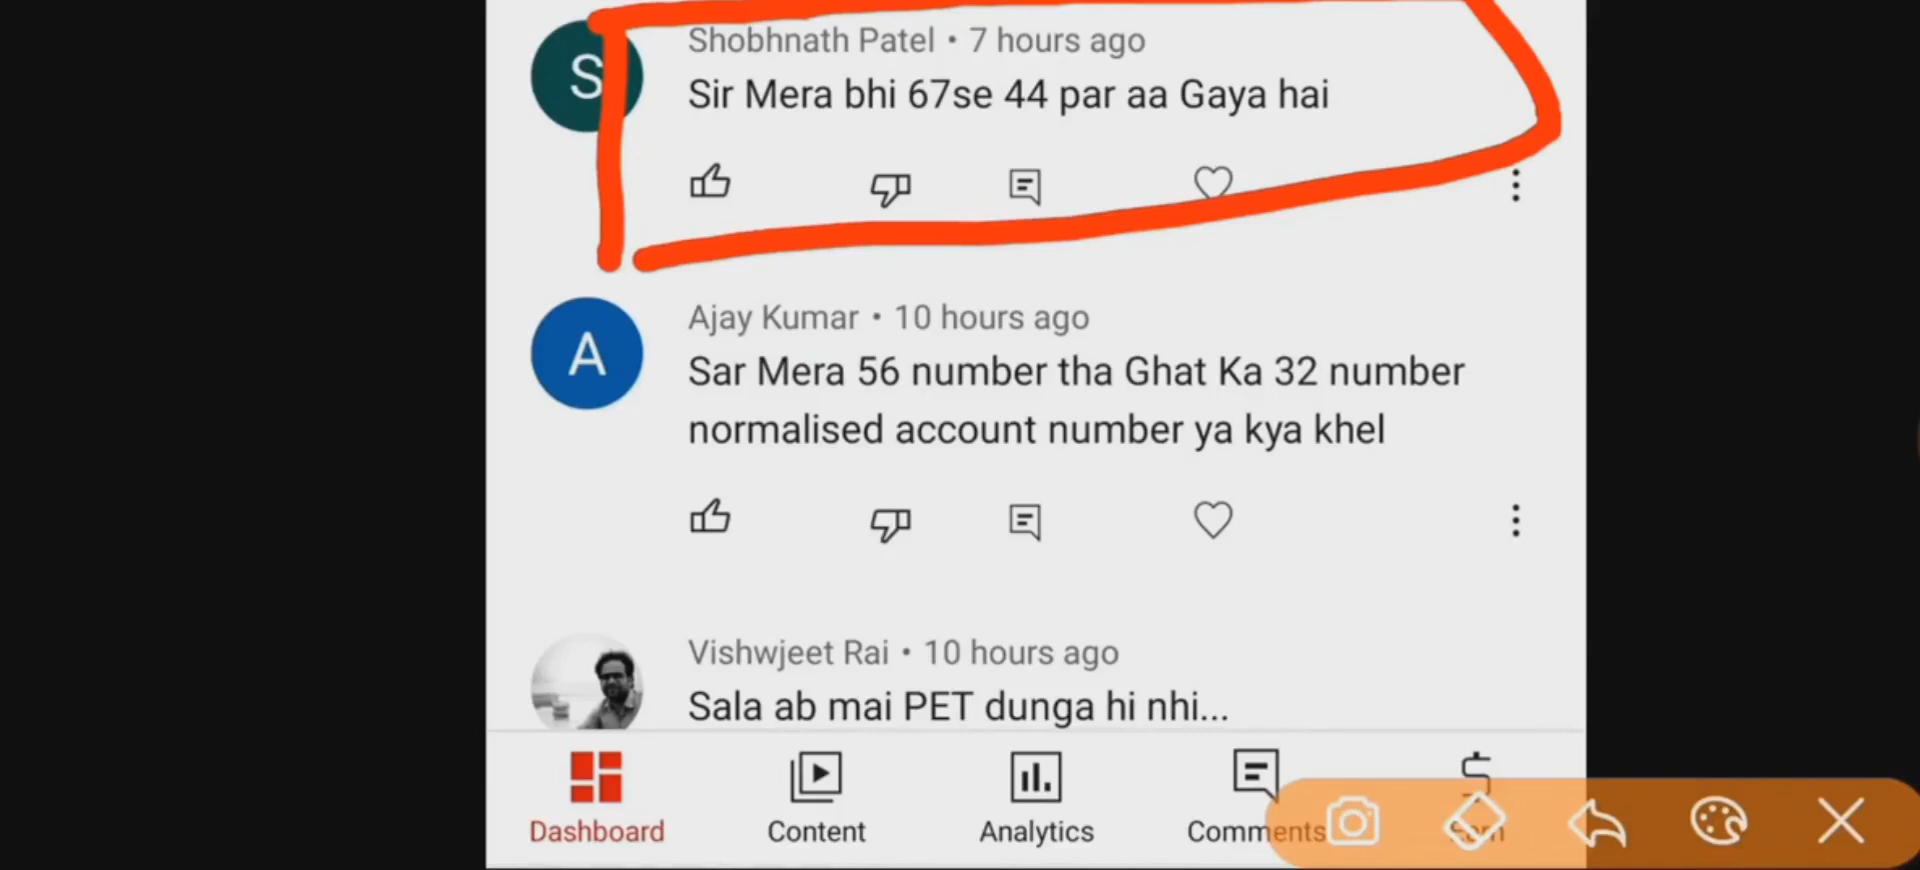 S
Shobhnath Patel • 7 hours ago
Sir Mera bhi 67se 44 par aa Gaya hai
A
Ajay Kumar • 10 hours ago
Sar Mera 56 number tha Ghat Ka 32 number
normalised account number ya kya khel
Vishwjeet Rai • 10 hours ago
Sala ab mai PET dunga hi nhi...
Dashboard
Content
Analytics
Comments
Earn